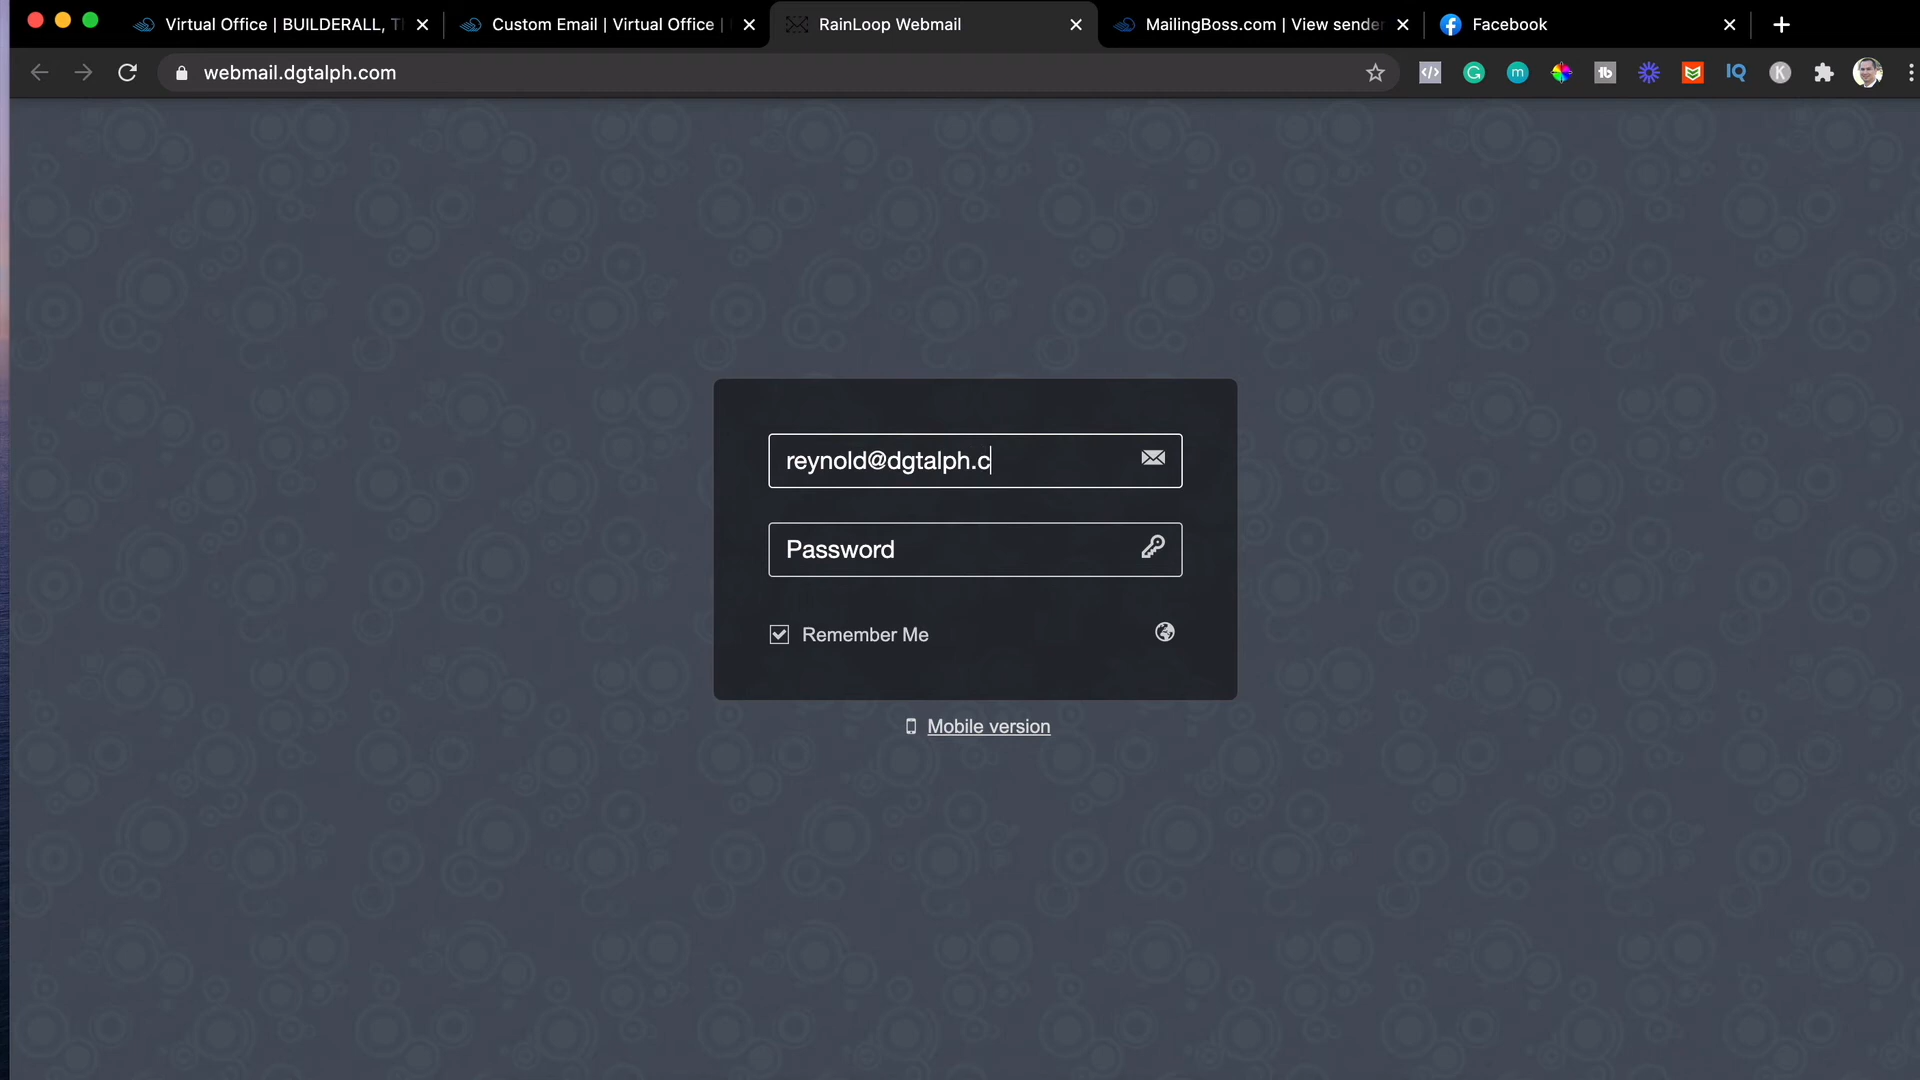 Virtual Office | BUILDERALL, T
Custom Email | Virtual Office |
RainLoop Webmail
MailingBoss.com | View sender
Facebook
webmail.dgtalph.com
reynold@dgtalph.c
Password
Remember Me
Mobile version